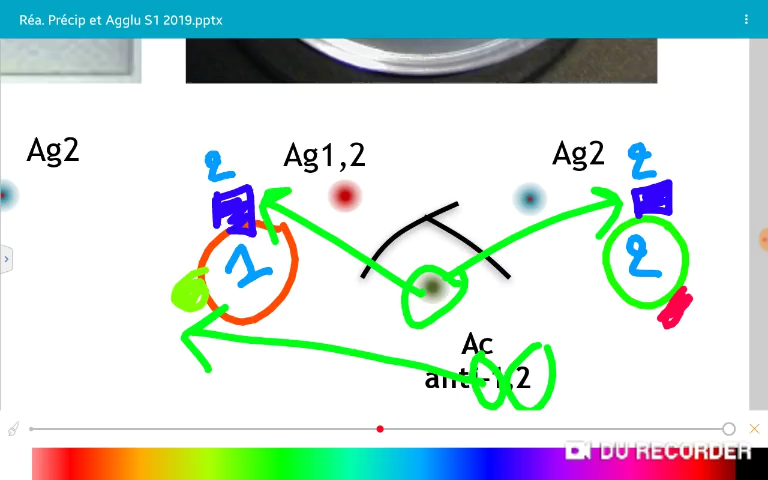 Réa. Précip et Agglu S1 2019.pptx
Ag2
2
Ag1,2
Ag2
2
1
2
Ac
anti-1,2
DU RECORDER